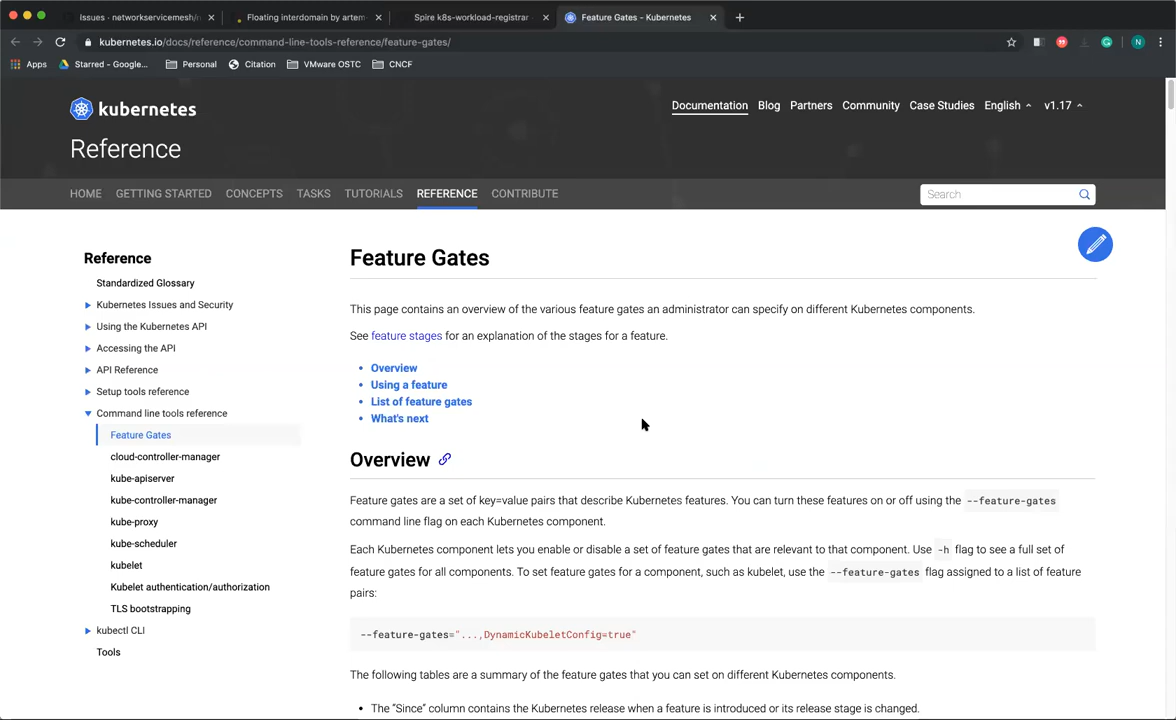 Issues · networkservicemesh/n
Floating interdomain by artem
Spire k8s-workload-registrar
Feature Gates - Kubernetes
kubernetes.io/docs/reference/command-line-tools-reference/feature-gates/
N
Apps
Starred - Google...
Personal
Citation
VMware OSTC
CNCF
kubernetes
Documentation
Blog
Partners
Community
Case Studies
English
v1.17
Reference
HOME
GETTING STARTED
CONCEPTS
TASKS
TUTORIALS
REFERENCE
CONTRIBUTE
Search
Reference
Standardized Glossary
Kubernetes Issues and Security
Using the Kubernetes API
Accessing the API
API Reference
Setup tools reference
Command line tools reference
Feature Gates
cloud-controller-manager
kube-apiserver
kube-controller-manager
kube-proxy
kube-scheduler
kubelet
Kubelet authentication/authorization
TLS bootstrapping
kubectl CLI
Tools
Feature Gates
This page contains an overview of the various feature gates an administrator can specify on different Kubernetes components.
See feature stages for an explanation of the stages for a feature.
• Overview
• Using a feature
• List of feature gates
• What's next
Overview
Feature gates are a set of key=value pairs that describe Kubernetes features. You can turn these features on or off using the --feature-gates
command line flag on each Kubernetes component.
Each Kubernetes component lets you enable or disable a set of feature gates that are relevant to that component. Use -h flag to see a full set of
feature gates for all components. To set feature gates for a component, such as kubelet, use the --feature-gates flag assigned to a list of feature
pairs:
--feature-gates="...,DynamicKubeletConfig=true"
The following tables are a summary of the feature gates that you can set on different Kubernetes components.
• The “Since” column contains the Kubernetes release when a feature is introduced or its release stage is changed.